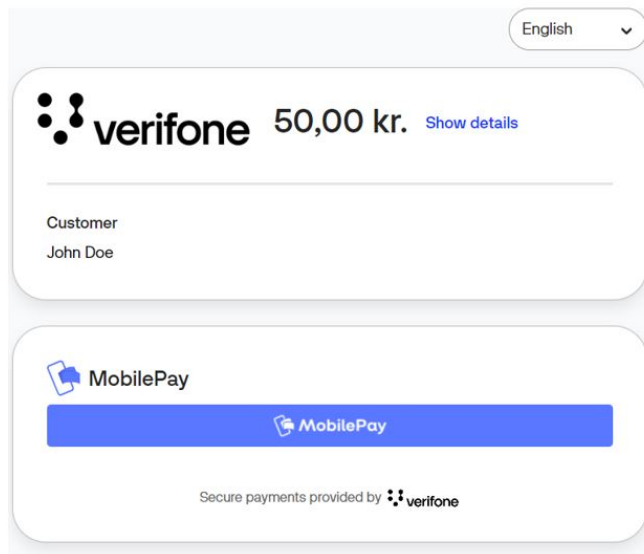 English
verifone 50,00 kr. Show details
Customer
John Doe
MobilePay
MobilePay
Secure payments provided by verifone